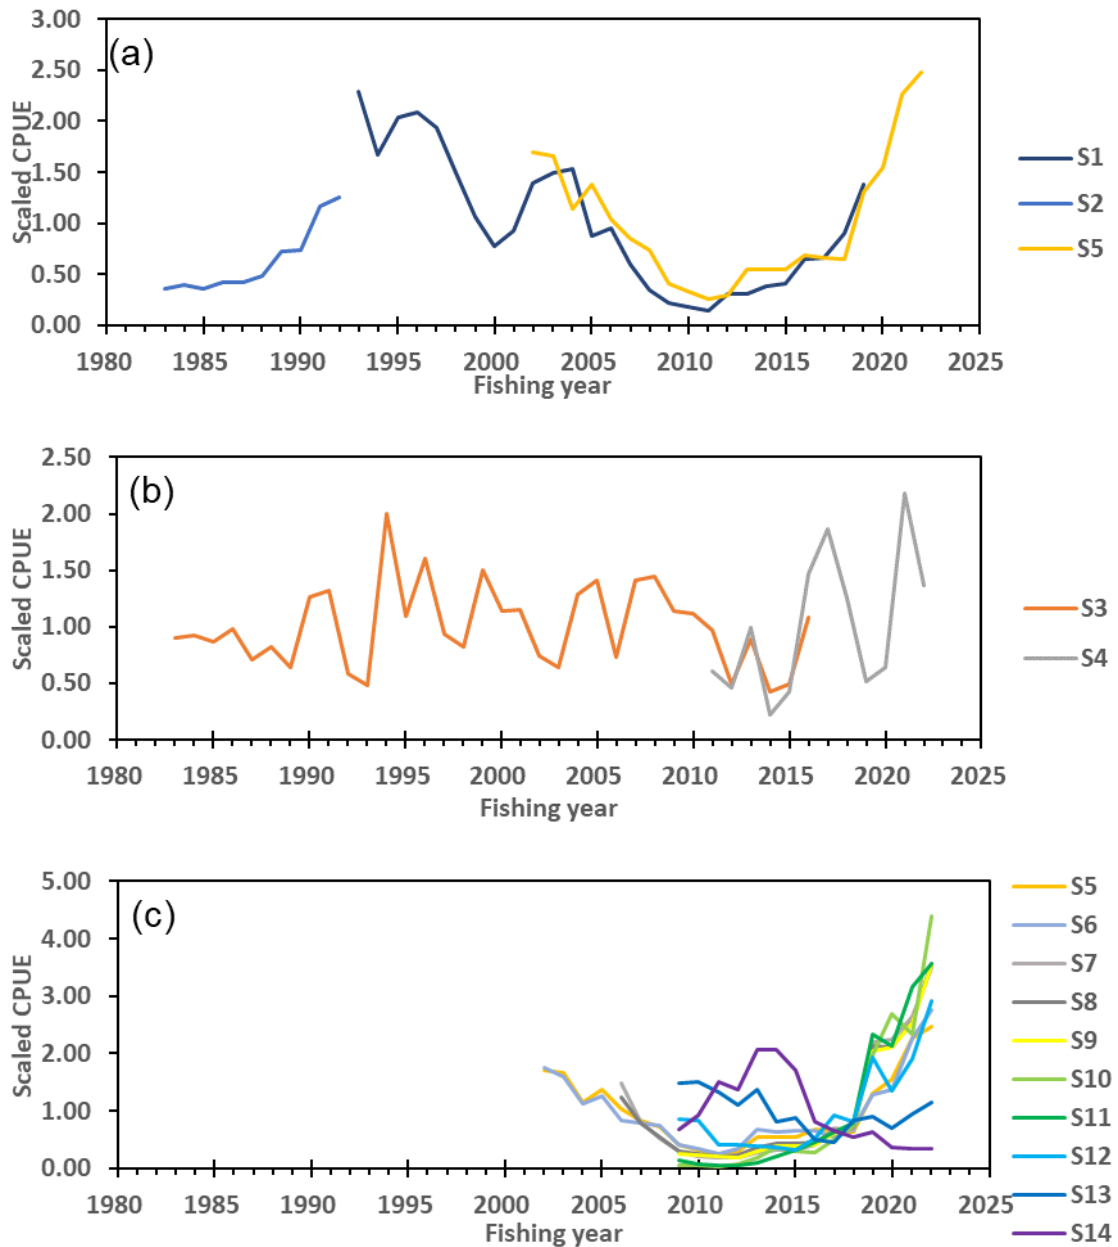 (a)
Scaled CPUE
3.00
2.50
2.00
1.50
1.00
0.50
0.00
1980 1985 1990 1995 2000 2005 2010 2015 2020 2025
Fishing year
S1
S2
S5
(b)
Scaled CPUE
2.50
2.00
1.50
1.00
0.50
0.00
1980 1985 1990 1995 2000 2005 2010 2015 2020 2025
Fishing year
S3
S4
(c)
Scaled CPUE
5.00
4.00
3.00
2.00
1.00
0.00
1980 1985 1990 1995 2000 2005 2010 2015 2020 2025
Fishing year
S5
S6
S7
S8
S9
S10
S11
S12
S13
S14